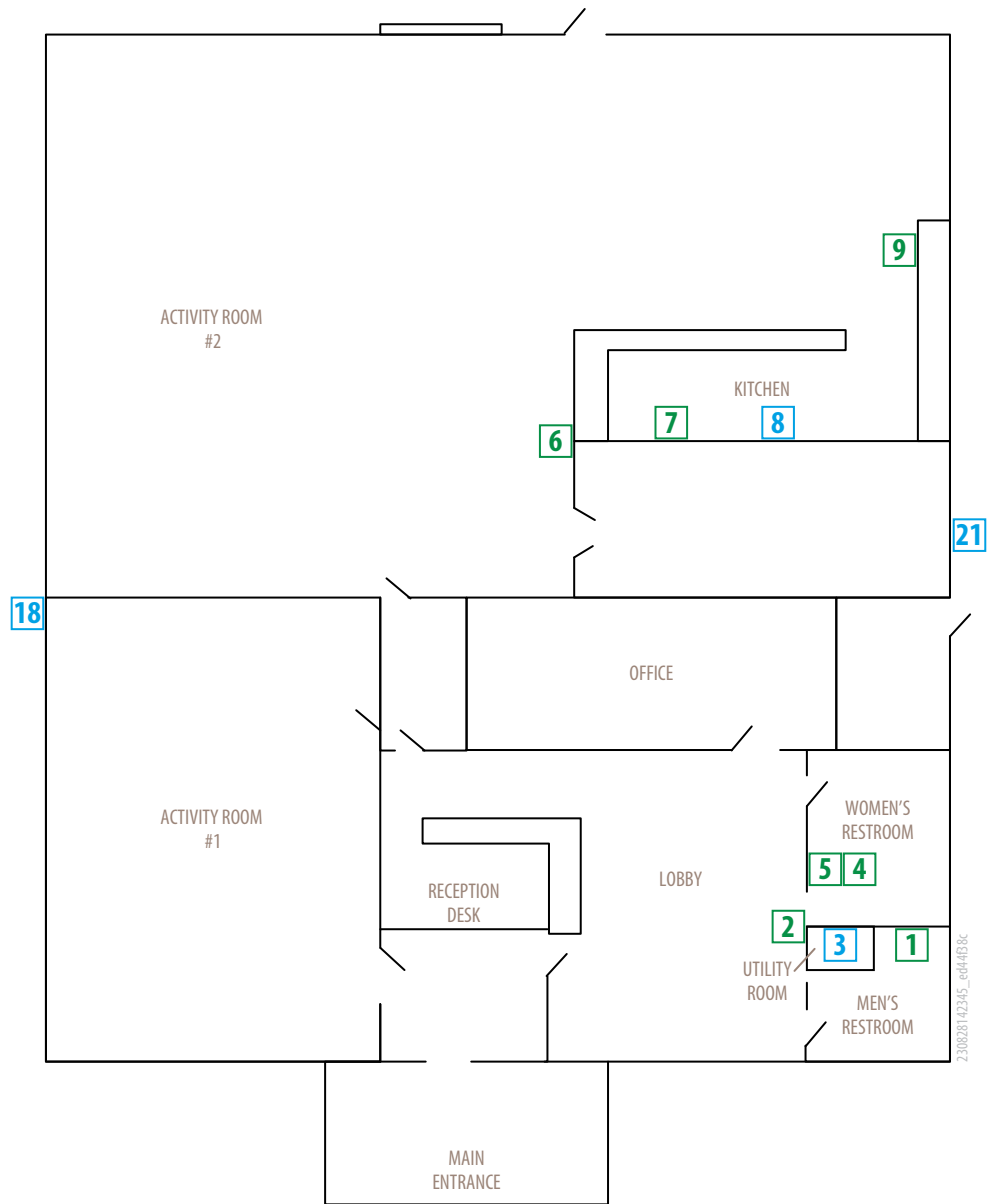 9
ACTIVITY ROOM
#2
KITCHEN
6
7
8
21
18
OFFICE
ACTIVITY ROOM
#1
WOMEN'S
RESTROOM
5
4
LOBBY
RECEPTION
DESK
2
3
1
UTILITY
ROOM
MEN'S
RESTROOM
230828142345_ed44f38c
MAIN
ENTRANCE